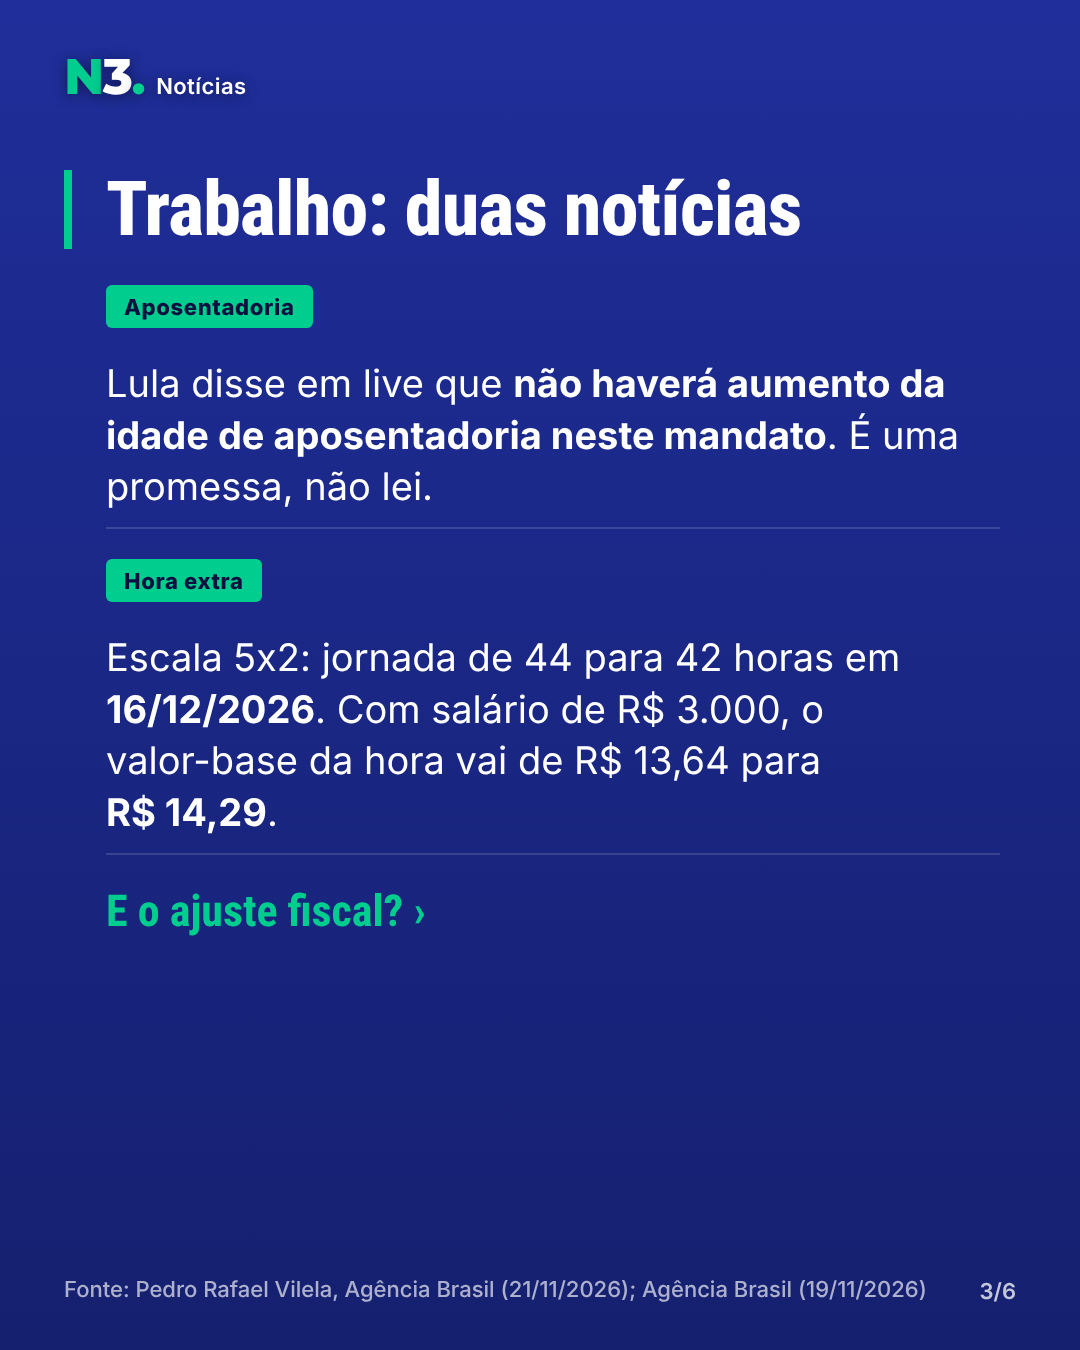 N3. Notícias
Trabalho: duas notícias
Aposentadoria
Lula disse em live que não haverá aumento da
idade de aposentadoria neste mandato. É uma
promessa, não lei.
Hora extra
Escala 5x2: jornada de 44 para 42 horas em
16/12/2026. Com salário de R$ 3.000, o
valor-base da hora vai de R$ 13,64 para
R$ 14,29.
E o ajuste fiscal? ›
Fonte: Pedro Rafael Vilela, Agência Brasil (21/11/2026); Agência Brasil (19/11/2026)
3/6